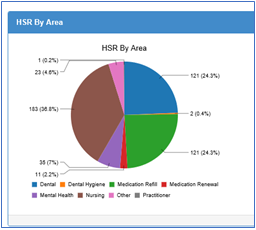 HSR By Area
HSR By Area
1 (0.2%)
23 (4.6%)
121 (24.3%)
2 (0.4%)
183 (36.8%)
121 (24.3%)
35 (7%)
11 (2.2%)
Dental Dental Hygiene Medication Refill Medication Renewal
Mental Health Nursing Other Practitioner